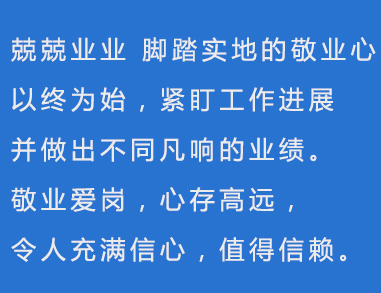 兢兢业业 脚踏实地的敬业心
以终为始，紧盯工作进展
并做出不同凡响的业绩。
敬业爱岗，心存高远，
令人充满信心，值得信赖。